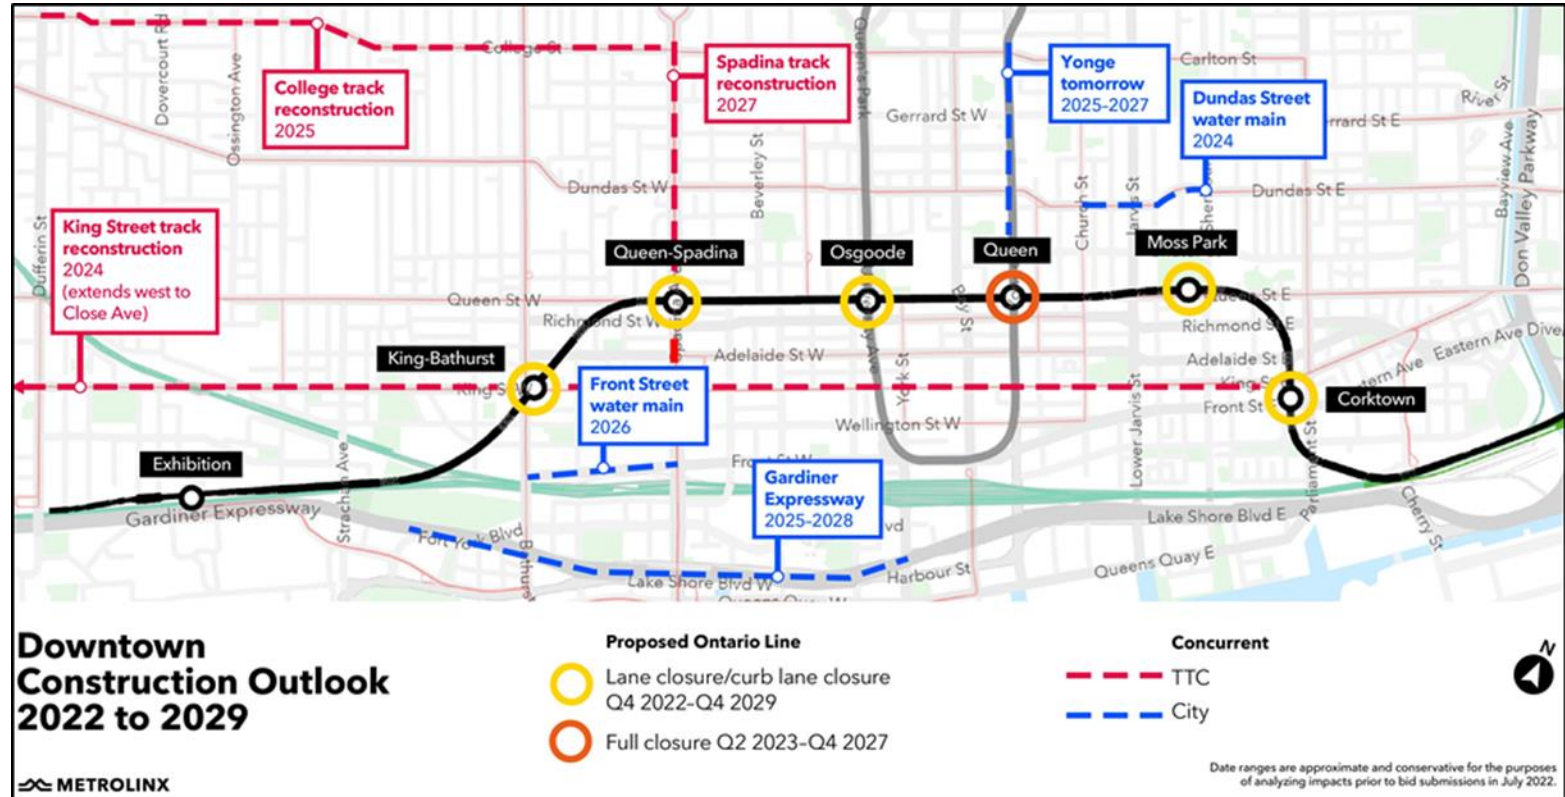 Dovercourt Rd
Ossington Ave
College St
Queen's Park
College track
reconstruction
2025
Spadina track
reconstruction
2027
Yonge
tomorrow
2025–2027
Carlton St
Dundas Street
water main
2024
River St
Gerrard St W
rrard St E
Beverley St
Dundas St W
Dundas St E
Church St
Jarvis St
Bayview Ave
Don Valley Parkway
Dufferin St
King Street track
reconstruction
2024
(extends west to
Close Ave)
Queen-Spadina
Osgoode
Queen
Moss Park
Queen St W
Queen St E
Richmond St W
Bay St
Richmond St E
King-Bathurst
Adelaide St W
Adelaide St E
Eastern Ave Dive
York St
Front Street
water main
2026
Front St
Corktown
Wellington St W
Lower Jarvis St
Parliament St
Exhibition
Strachan Ave
Gardiner
Expressway
2025–2028
Gardiner Expressway
Fort York Blvd
Bathurst
vd
Lake Shore Blvd E
Cherry St
Lake Shore Blvd W
Harbour St
Queens Quay E
Downtown
Construction Outlook
2022 to 2029
METROLINX
Proposed Ontario Line
Lane closure/curb lane closure
Q4 2022–Q4 2029
Full closure Q2 2023–Q4 2027
Concurrent
TTC
City
N
Date ranges are approximate and conservative for the purposes
of analyzing impacts prior to bid submissions in July 2022.